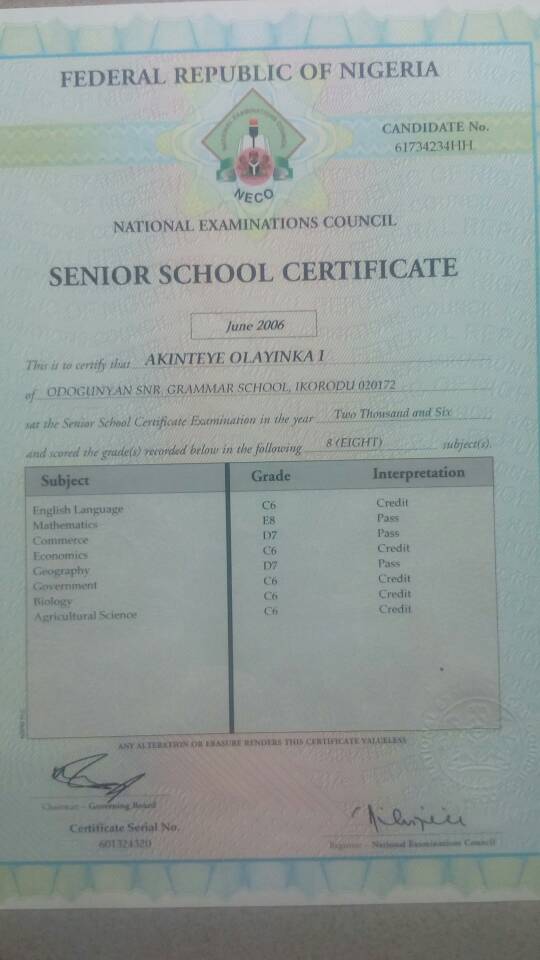 FEDERAL REPUBLIC OF NIGERIA
CANDIDATE No.
61734234HH
NATIONAL EXAMINATIONS COUNCIL
NECO
NATIONAL EXAMINATIONS COUNCIL
SENIOR SCHOOL CERTIFICATE
June 2006
This is to certify that AKINTEYE OLAYINKA I
of ODOGUNYAN SNR. GRAMMAR SCHOOL, IKORODU 020172
sat the Senior School Certificate Examination in the year Two Thousand and Six
and scored the grade(s) recorded below in the following 8 (EIGHT) subject(s).
Subject Grade Interpretation
English Language C6 Credit
Mathematics E8 Pass
Commerce D7 Pass
Economics C6 Credit
Geography D7 Pass
Government C6 Credit
Biology C6 Credit
Agricultural Science C6 Credit
ANY ALTERATION OR ERASURE RENDERS THIS CERTIFICATE VALUELESS
Chairman – Governing Board
Certificate Serial No.
601324320
Registrar – National Examinations Council